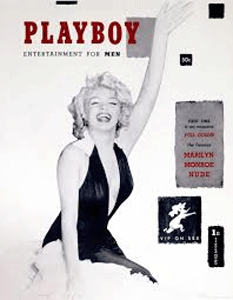 PLAYBOY
ENTERTAINMENT FOR MEN
50c
FIRST TIME
FULL COLOR
the famous
MARILYN
MONROE
NUDE
VIP ON SEX